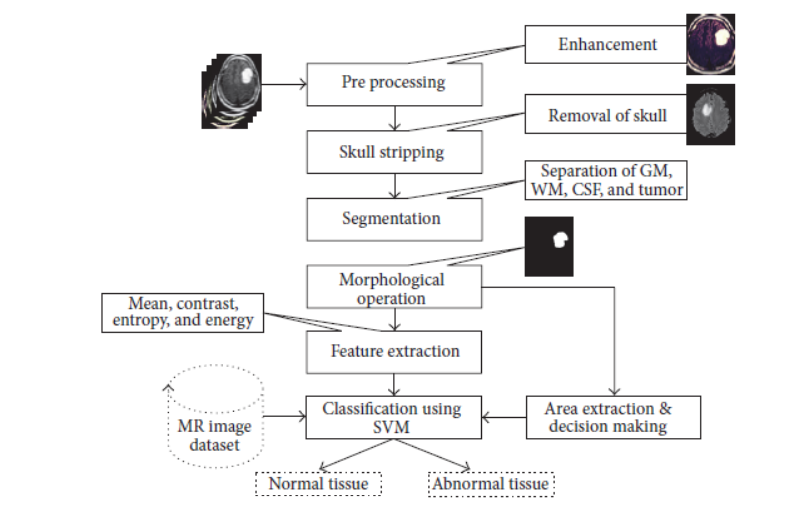 Enhancement
Pre processing
Removal of skull
Skull stripping
Separation of GM,
WM, CSF, and tumor
Segmentation
Morphological
operation
Mean, contrast,
entropy, and energy
Feature extraction
MR image
dataset
Classification using
SVM
Area extraction &
decision making
Normal tissue
Abnormal tissue